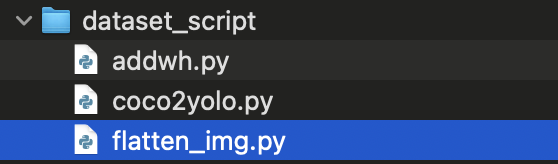 dataset_script
addwh.py
coco2yolo.py
flatten_img.py